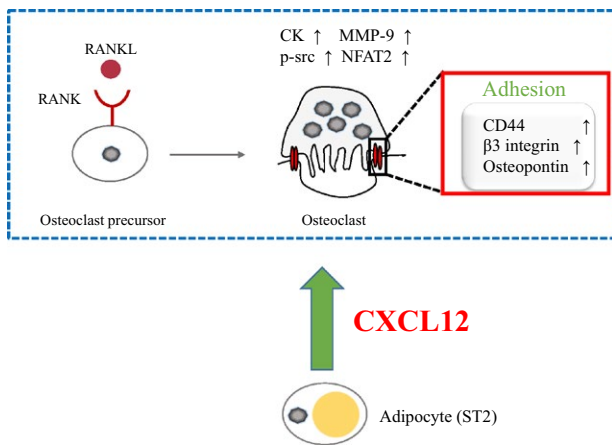 CK ↑ MMP-9 ↑
p-src ↑ NFAT2 ↑
RANKL
RANK
Adhesion
CD44 ↑
β3 integrin ↑
Osteopontin ↑
Osteoclast precursor
Osteoclast
CXCL12
Adipocyte (ST2)